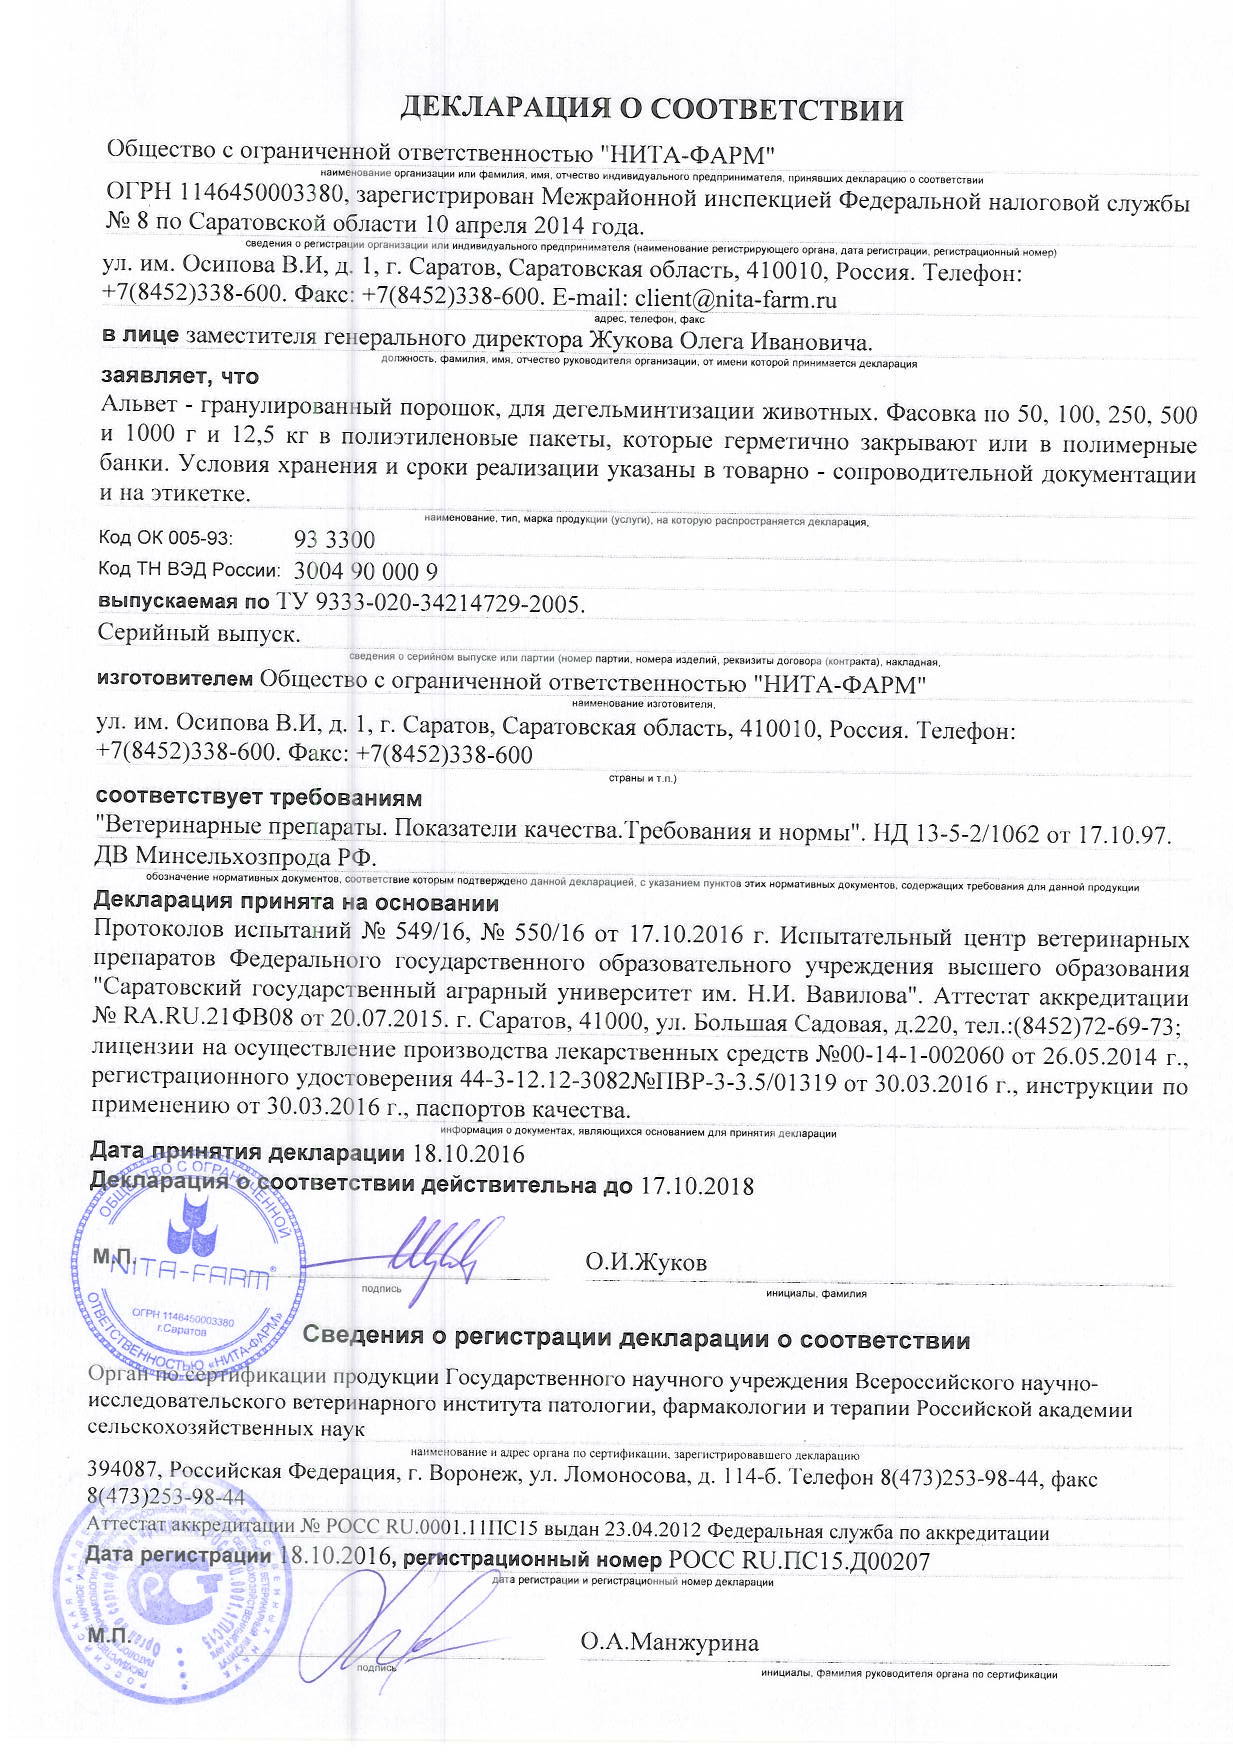 ДЕКЛАРАЦИЯ О СООТВЕТСТВИИ
Общество с ограниченной ответственностью "НИТА-ФАРМ"
наименование организации или фамилия, имя, отчество индивидуального предпринимателя, принявших декларацию о соответствии
ОГРН 1146450003380, зарегистрирован Межрайонной инспекцией Федеральной налоговой службы
№ 8 по Саратовской области 10 апреля 2014 года.
сведения о регистрации организации или индивидуального предпринимателя (наименование регистрирующего органа, дата регистрации, регистрационный номер)
ул. им. Осипова В.И, д. 1, г. Саратов, Саратовская область, 410010, Россия. Телефон:
+7(8452)338-600. Факс: +7(8452)338-600. E-mail: client@nita-farm.ru
адрес, телефон, факс
в лице заместителя генерального директора Жукова Олега Ивановича.
должность, фамилия, имя, отчество руководителя организации, от имени которой принимается декларация
заявляет, что
Альвет - гранулированный порошок, для дегельминтизации животных. Фасовка по 50, 100, 250, 500
и 1000 г и 12,5 кг в полиэтиленовые пакеты, которые герметично закрывают или в полимерные
банки. Условия хранения и сроки реализации указаны в товарно - сопроводительной документации
и на этикетке.
наименование, тип, марка продукции (услуги), на которую распространяется декларация,
Код ОК 005-93: 93 3300
Код ТН ВЭД России: 3004 90 000 9
выпускаемая по ТУ 9333-020-34214729-2005.
Серийный выпуск.
сведения о серийном выпуске или партии (номер партии, номера изделий, реквизиты договора (контракта), накладная,
изготовителем Общество с ограниченной ответственностью "НИТА-ФАРМ"
наименование изготовителя,
ул. им. Осипова В.И, д. 1, г. Саратов, Саратовская область, 410010, Россия. Телефон:
+7(8452)338-600. Факс: +7(8452)338-600
страны и т.п.)
соответствует требованиям
"Ветеринарные препараты. Показатели качества.Требования и нормы". НД 13-5-2/1062 от 17.10.97.
ДВ Минсельхозпрода РФ.
обозначение нормативных документов, соответствие которым подтверждено данной декларацией, с указанием пунктов этих нормативных документов, содержащих требования для данной продукции
Декларация принята на основании
Протоколов испытаний № 549/16, № 550/16 от 17.10.2016 г. Испытательный центр ветеринарных
препаратов Федерального государственного образовательного учреждения высшего образования
"Саратовский государственный аграрный университет им. Н.И. Вавилова". Аттестат аккредитации
№ RA.RU.21ФВ08 от 20.07.2015. г. Саратов, 41000, ул. Большая Садовая, д.220, тел.:(8452)72-69-73;
лицензии на осуществление производства лекарственных средств №00-14-1-002060 от 26.05.2014 г.,
регистрационного удостоверения 44-3-12.12-3082№ПВР-3-3.5/01319 от 30.03.2016 г., инструкции по
применению от 30.03.2016 г., паспортов качества.
информация о документах, являющихся основанием для принятия декларации
Дата принятия декларации 18.10.2016
Декларация о соответствии действительна до 17.10.2018
ОБЩЕСТВО С ОГРАНИЧЕННОЙ
М.П.
NITA-FARM®
О.И.Жуков
подпись
инициалы, фамилия
ОГРН 1146450003380
г.Саратов
ОТВЕТСТВЕННОСТЬЮ «НИТА-ФАРМ»
Сведения о регистрации декларации о соответствии
Орган по сертификации продукции Государственного научного учреждения Всероссийского научно-
исследовательского ветеринарного института патологии, фармакологии и терапии Российской академии
сельскохозяйственных наук
наименование и адрес органа по сертификации, зарегистрировавшего декларацию
394087, Российская Федерация, г. Воронеж, ул. Ломоносова, д. 114-б. Телефон 8(473)253-98-44, факс
8(473)253-98-44
Аттестат аккредитации № РОСС RU.0001.11ПС15 выдан 23.04.2012 Федеральная служба по аккредитации
Дата регистрации 18.10.2016, регистрационный номер РОСС RU.ПС15.Д00207
дата регистрации и регистрационный номер декларации
М.П.
О.А.Манжурина
подпись
инициалы, фамилия руководителя органа по сертификации